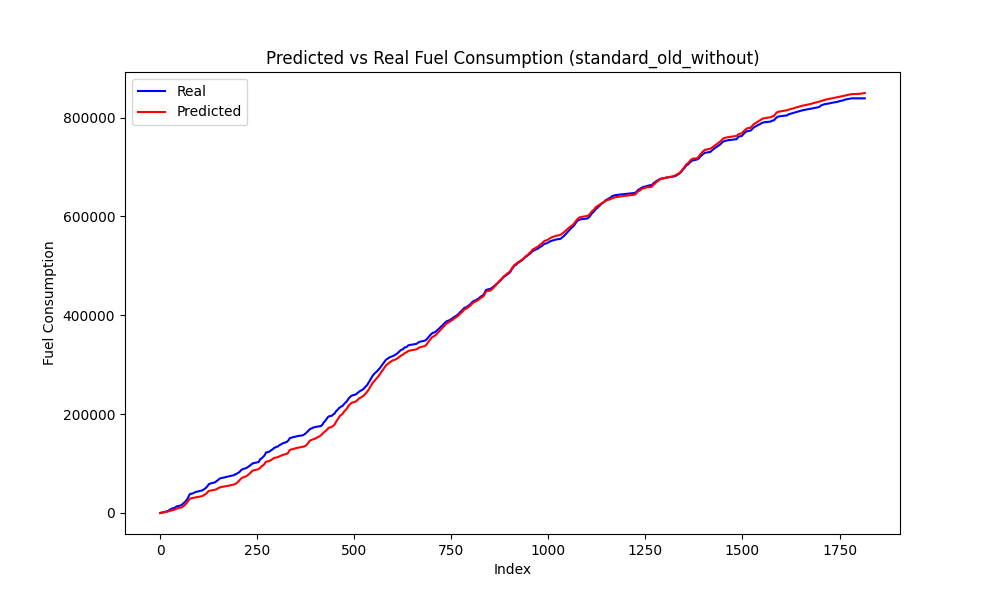 Predicted vs Real Fuel Consumption (standard_old_without)
Real
Predicted
800000
600000
400000
200000
0
Fuel Consumption
0 250 500 750 1000 1250 1500 1750
Index